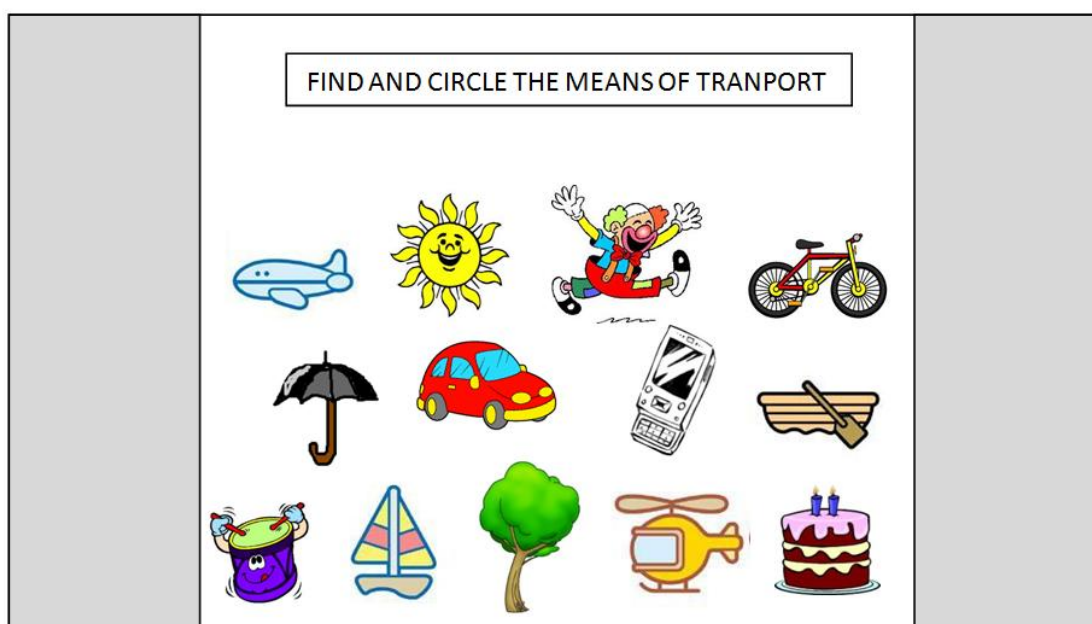 FIND AND CIRCLE THE MEANS OF TRANPORT